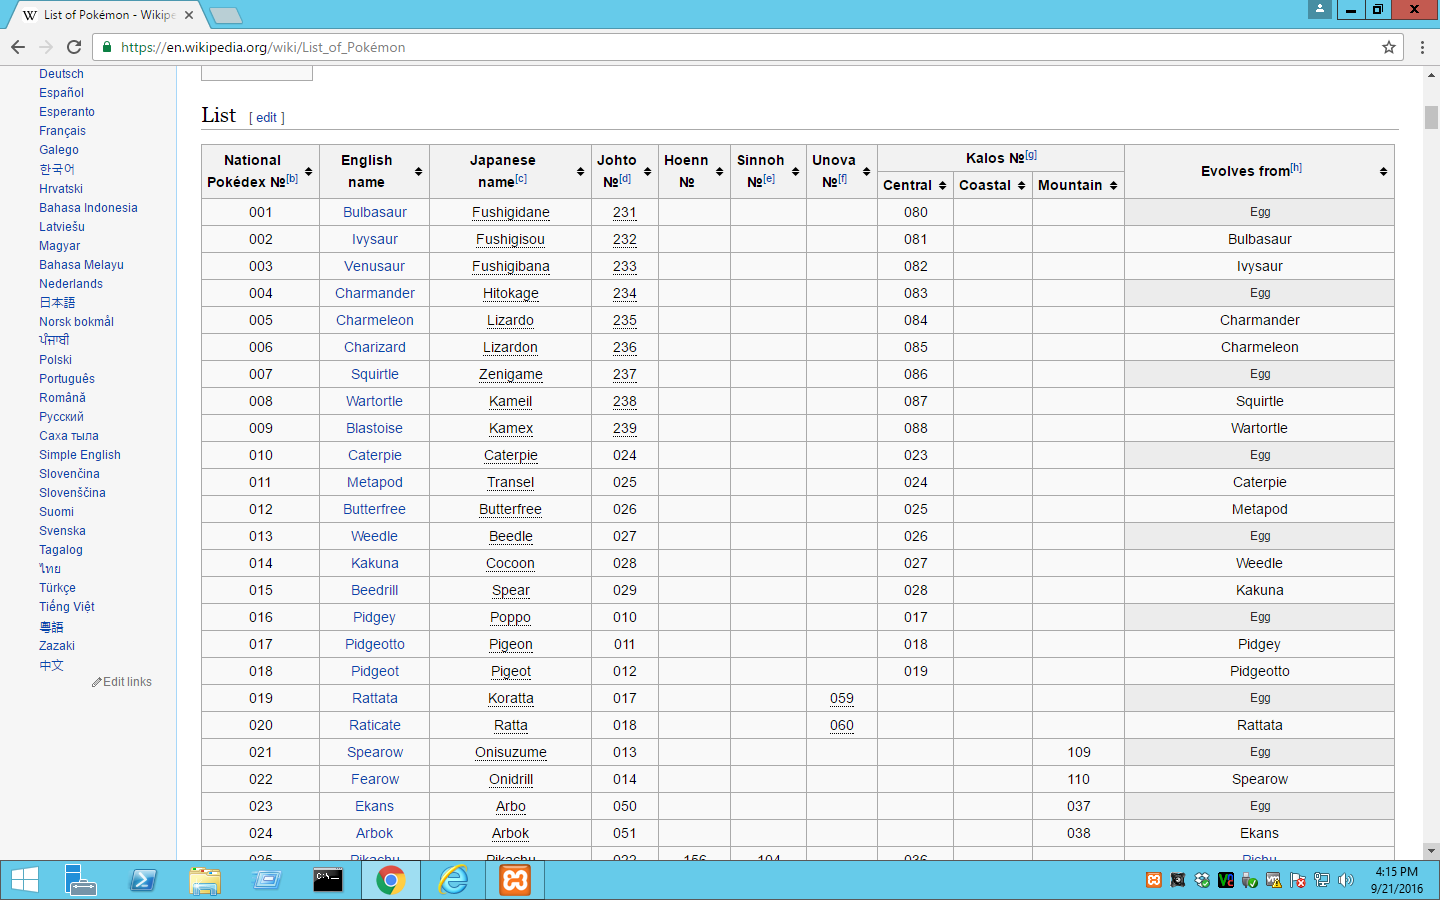 List of Pokémon - Wikipe
https://en.wikipedia.org/wiki/List_of_Pokémon
Deutsch
Español
Esperanto
Français
Galego
한국어
Hrvatski
Bahasa Indonesia
Latviešu
Magyar
Bahasa Melayu
Nederlands
日本語
Norsk bokmål
ਪੰਜਾਬੀ
Polski
Português
Română
Русский
Саха тыла
Simple English
Slovenčina
Slovenščina
Suomi
Svenska
Tagalog
ไทย
Türkçe
Tiếng Việt
粵語
Zazaki
中文
Edit links
List [ edit ]
National Pokédex №[b] English name Japanese name[c] Johto №[d] Hoenn № Sinnoh №[e] Unova №[f] Kalos №[g] Evolves from[h]
Central Coastal Mountain
001 Bulbasaur Fushigidane 231 080 Egg
002 Ivysaur Fushigisou 232 081 Bulbasaur
003 Venusaur Fushigibana 233 082 Ivysaur
004 Charmander Hitokage 234 083 Egg
005 Charmeleon Lizardo 235 084 Charmander
006 Charizard Lizardon 236 085 Charmeleon
007 Squirtle Zenigame 237 086 Egg
008 Wartortle Kameil 238 087 Squirtle
009 Blastoise Kamex 239 088 Wartortle
010 Caterpie Caterpie 024 023 Egg
011 Metapod Transel 025 024 Caterpie
012 Butterfree Butterfree 026 025 Metapod
013 Weedle Beedle 027 026 Egg
014 Kakuna Cocoon 028 027 Weedle
015 Beedrill Spear 029 028 Kakuna
016 Pidgey Poppo 010 017 Egg
017 Pidgeotto Pigeon 011 018 Pidgey
018 Pidgeot Pigeot 012 019 Pidgeotto
019 Rattata Koratta 017 059 Egg
020 Raticate Ratta 018 060 Rattata
021 Spearow Onisuzume 013 109 Egg
022 Fearow Onidrill 014 110 Spearow
023 Ekans Arbo 050 037 Egg
024 Arbok Arbok 051 038 Ekans
025 Pikachu Pikachu 022 156 104 036 Pichu
4:15 PM
9/21/2016